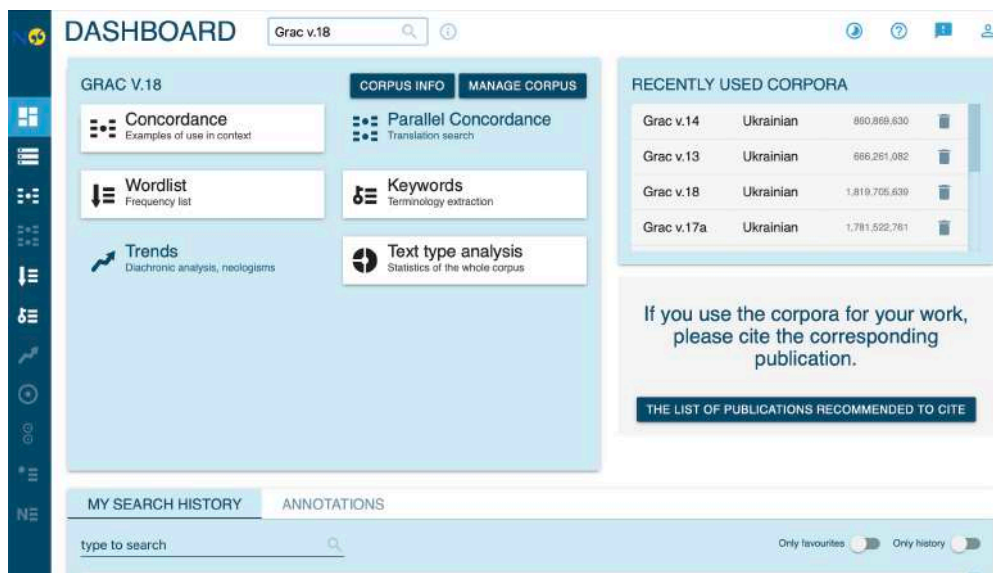 DASHBOARD
Grac v.18
GRAC V.18
CORPUS INFO
MANAGE CORPUS
Concordance
Examples of use in context
Parallel Concordance
Translation search
Wordlist
Frequency list
Keywords
Terminology extraction
Trends
Diachronic analysis, neologisms
Text type analysis
Statistics of the whole corpus
RECENTLY USED CORPORA
Grac v.14 Ukrainian 860,869,630
Grac v.13 Ukrainian 666,261,082
Grac v.18 Ukrainian 1,819,705,639
Grac v.17a Ukrainian 1,781,522,761
If you use the corpora for your work,
please cite the corresponding
publication.
THE LIST OF PUBLICATIONS RECOMMENDED TO CITE
MY SEARCH HISTORY
ANNOTATIONS
type to search
Only favourites
Only history